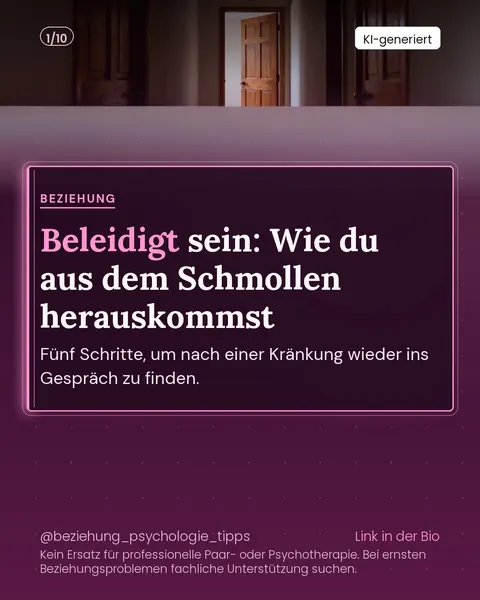 1/10
KI-generiert
BEZIEHUNG
Beleidigt sein: Wie du
aus dem Schmollen
herauskommst
Fünf Schritte, um nach einer Kränkung wieder ins
Gespräch zu finden.
@beziehung_psychologie_tipps
Link in der Bio
Kein Ersatz für professionelle Paar- oder Psychotherapie. Bei ernsten
Beziehungsproblemen fachliche Unterstützung suchen.